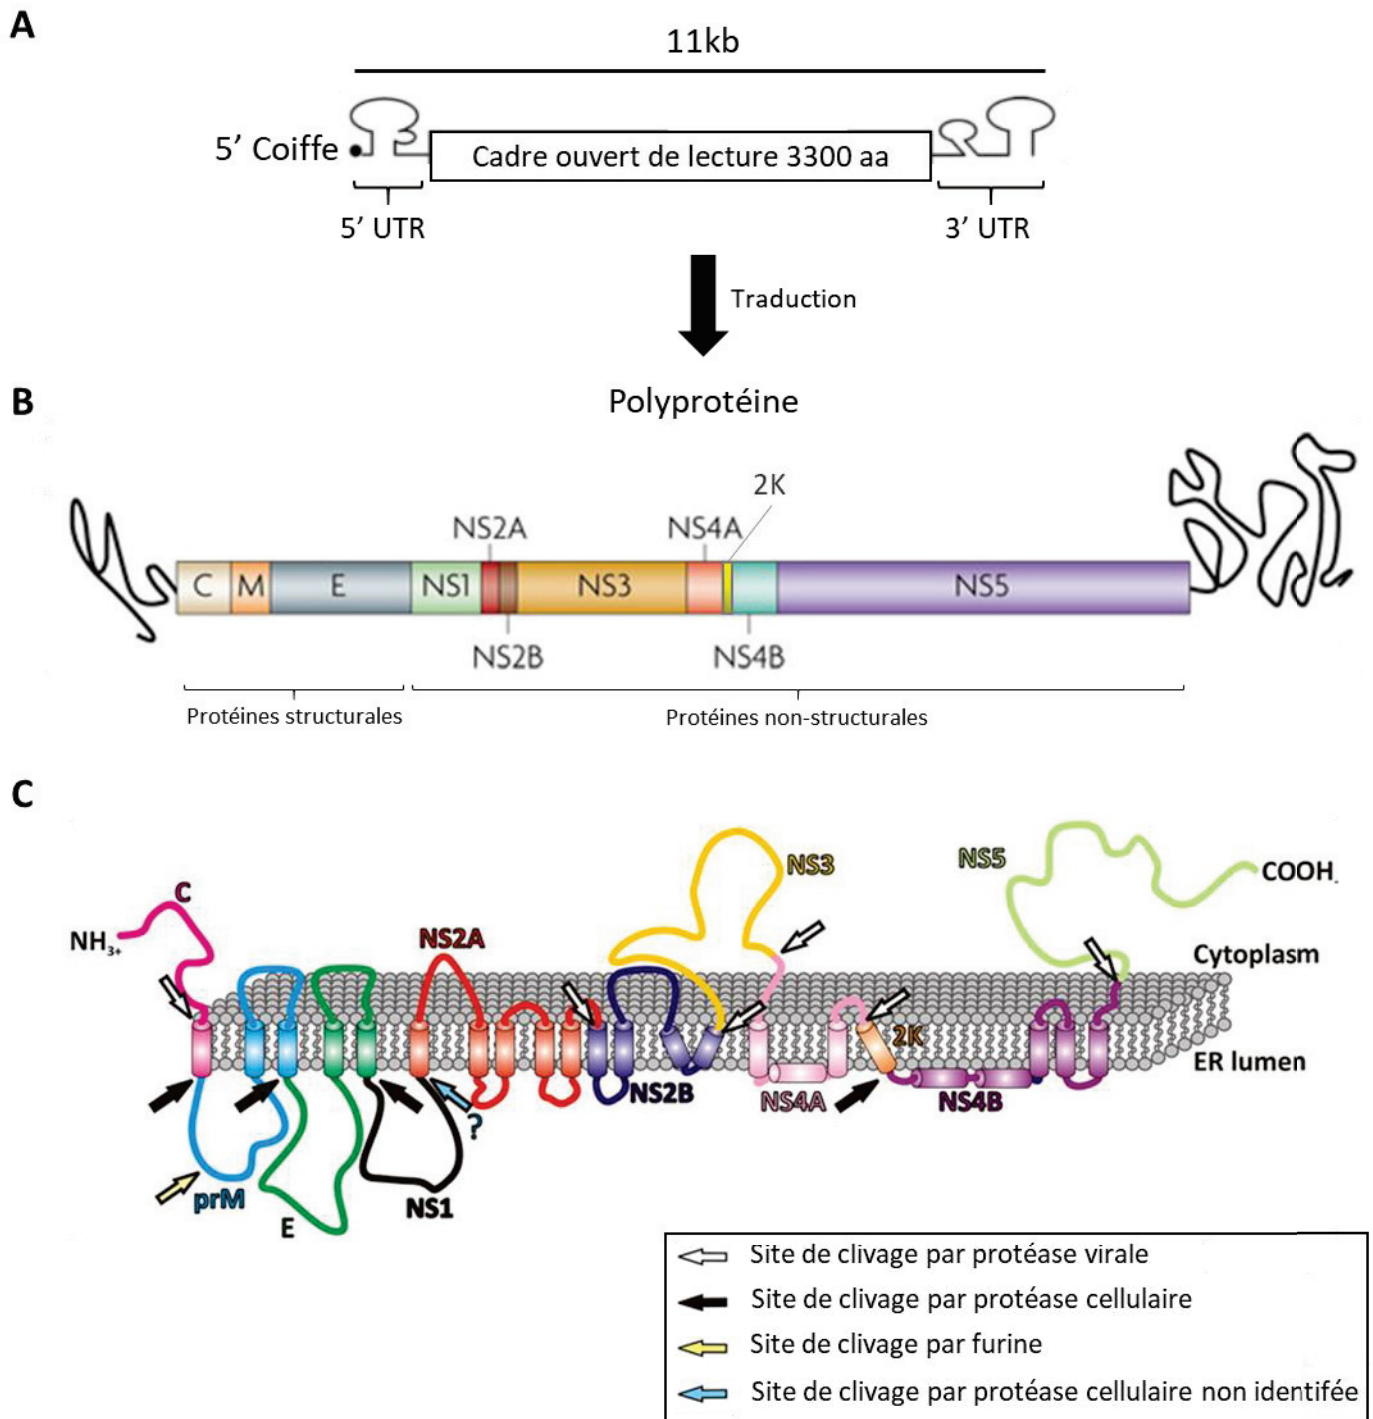 A
11kb
5’ Coiffe
Cadre ouvert de lecture 3300 aa
5’ UTR
3’ UTR
Traduction
B
Polyprotéine
2K
NS2A
NS4A
C
M
E
NS1
NS3
NS5
NS2B
NS4B
Protéines structurales
Protéines non-structurales
C
NS3
NS5
COOH
C
NH3+
NS2A
Cytoplasm
2K
ER lumen
NS2B
NS4A
NS4B
?
prM
NS1
E
Site de clivage par protéase virale
Site de clivage par protéase cellulaire
Site de clivage par furine
Site de clivage par protéase cellulaire non identifée